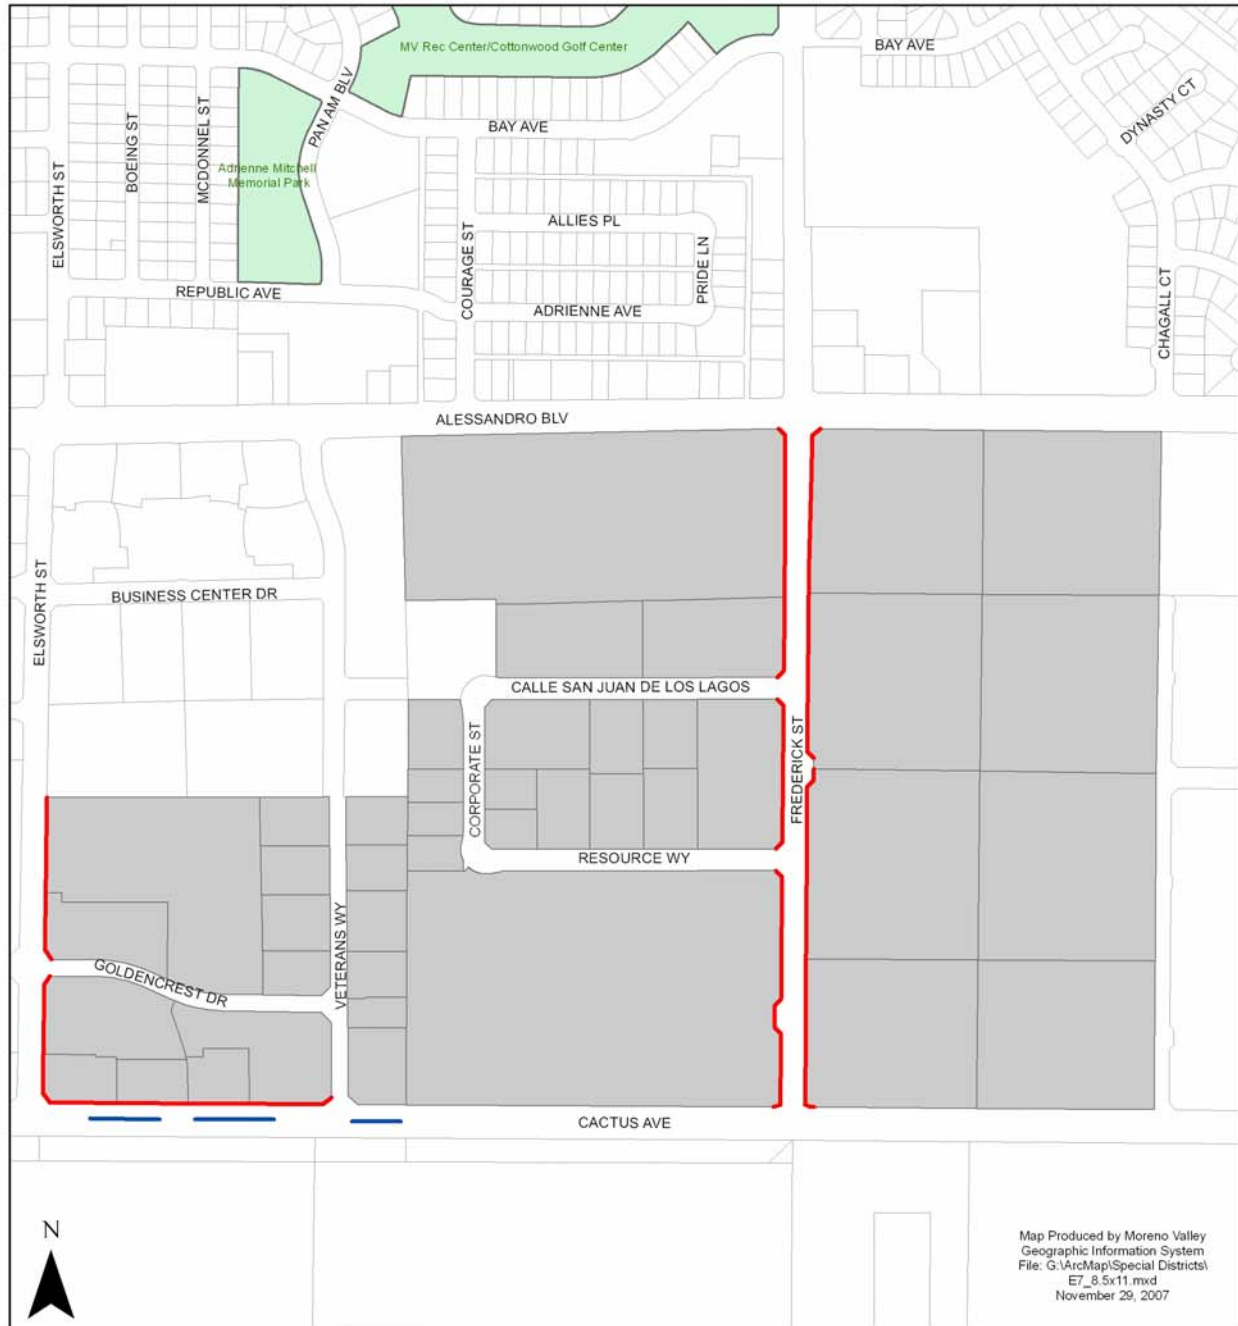 MV Rec Center/Cottonwood Golf Center
BAY AVE
DYNASTY CT
PAN AM BLV
BAY AVE
BOEING ST
MCDONNEL ST
ELSWORTH ST
Adrienne Mitchell
Memorial Park
ALLIES PL
COURAGE ST
PRIDE LN
REPUBLIC AVE
ADRIENNE AVE
CHAGALL CT
ALESSANDRO BLV
ELSWORTH ST
BUSINESS CENTER DR
CALLE SAN JUAN DE LOS LAGOS
CORPORATE ST
FREDERICK ST
RESOURCE WY
VETERANS WY
GOLDENCREST DR
CACTUS AVE
N
Map Produced by Moreno Valley
Geographic Information System
File: G:\ArcMap\Special Districts\
E7_8.5x11.mxd
November 29, 2007